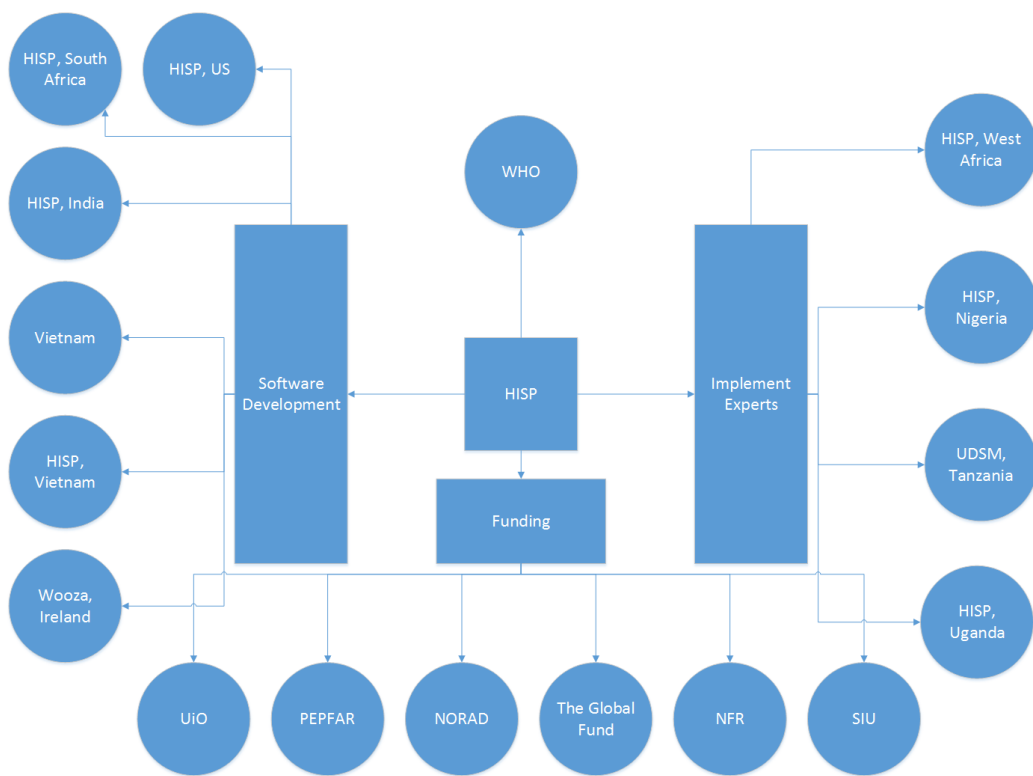 HISP, South
Africa
HISP, US
WHO
HISP, West
Africa
HISP, India
HISP,
Nigeria
Vietnam
Software
Development
HISP
Implement
Experts
HISP,
Vietnam
UDSM,
Tanzania
Funding
Wooza,
Ireland
HISP,
Uganda
UiO
PEPFAR
NORAD
The Global
Fund
NFR
SIU